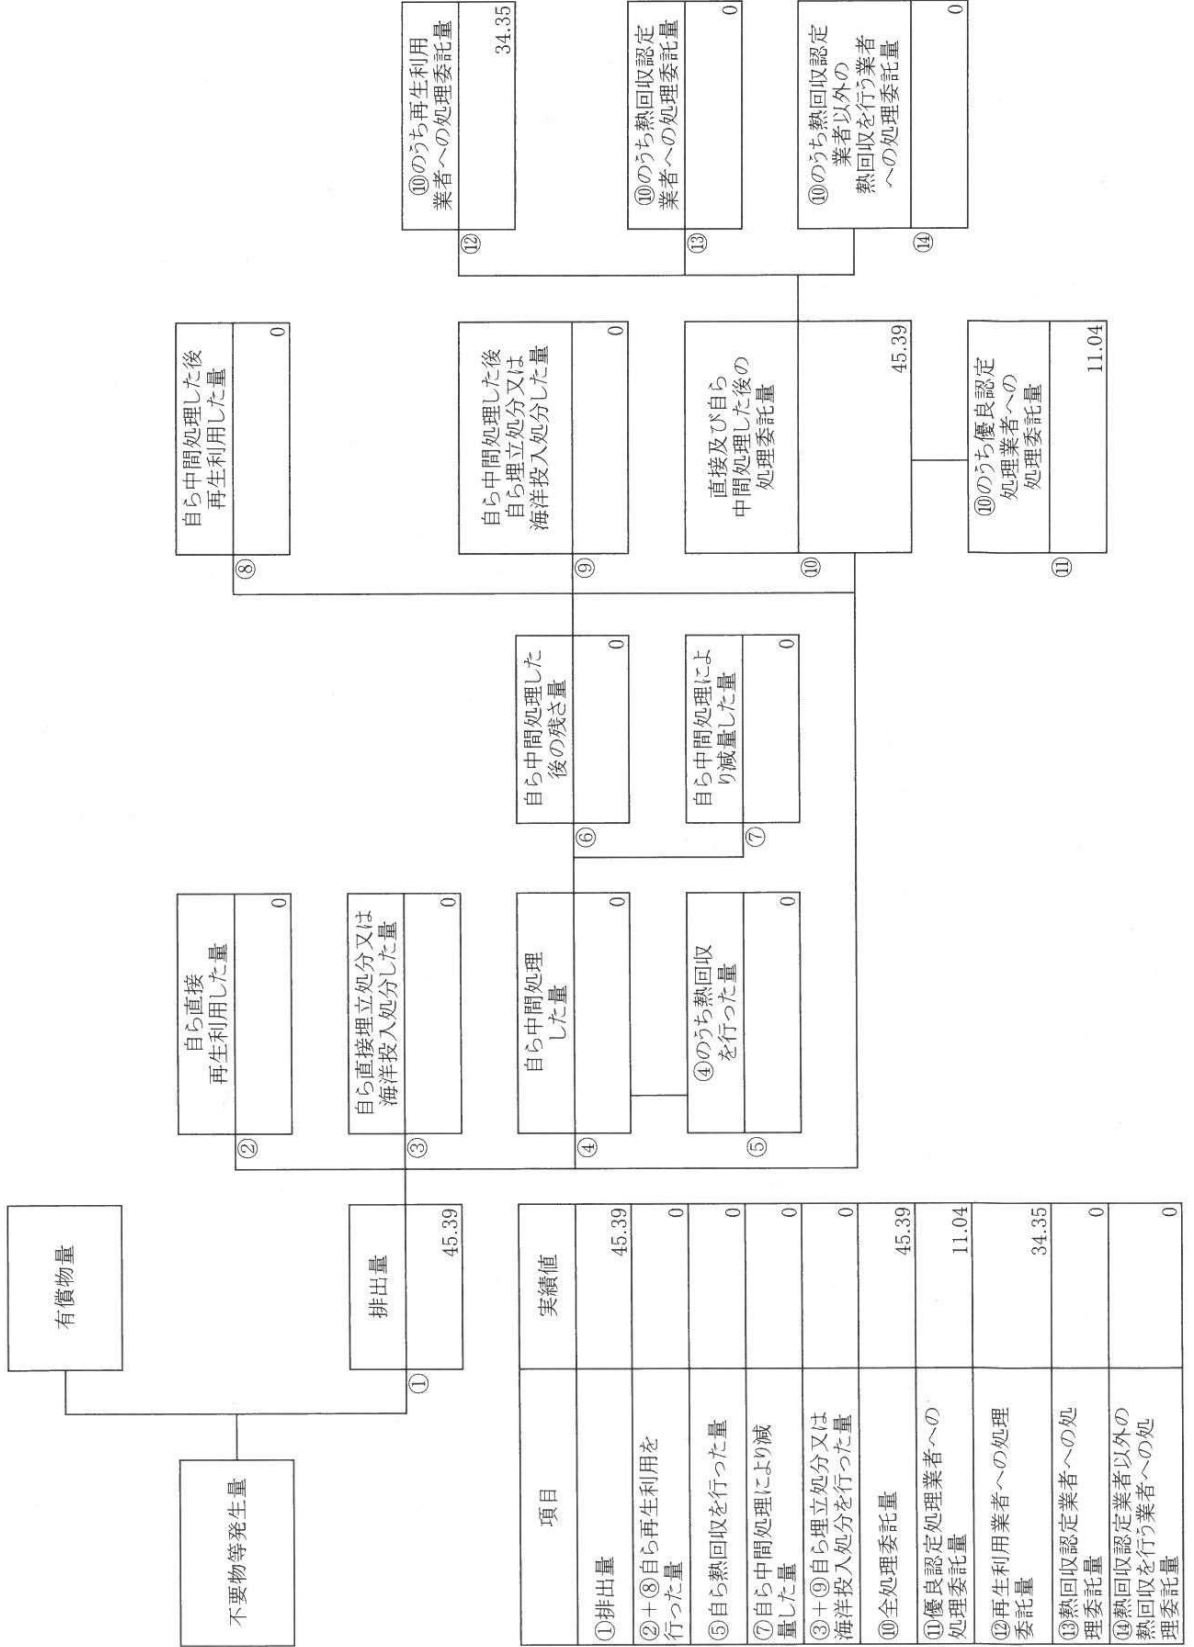 不要物等発生量
有償物量
①
排出量
45.39
②
自ら直接
再生利用した量
0
③
自ら直接埋立処分又は
海洋投入処分した量
0
④
自ら中間処理
した量
0
⑤
④のうち熱回収
を行った量
0
⑥
自ら中間処理した
後の残さ量
0
⑦
自ら中間処理によ
り減量した量
0
⑧
自ら中間処理した後
再生利用した量
0
⑨
自ら中間処理した後
自ら埋立処分又は
海洋投入処分した量
0
⑩
直接及び自ら
中間処理した後の
処理委託量
45.39
⑪
⑩のうち優良認定
処理業者への
処理委託量
11.04
⑫
⑩のうち再生利用
業者への処理委託量
34.35
⑬
⑩のうち熱回収認定
業者への処理委託量
0
⑭
⑩のうち熱回収認定
業者以外の
熱回収を行う業者
への処理委託量
0
項目 実績値
①排出量 45.39
②+⑧自ら再生利用を
行った量 0
⑤自ら熱回収を行った量 0
⑦自ら中間処理により減
量した量 0
③+⑨自ら埋立処分又は
海洋投入処分を行った量 0
⑩全処理委託量 45.39
⑪優良認定処理業者への
処理委託量 11.04
⑫再生利用業者への処理
委託量 34.35
⑬熱回収認定業者への処
理委託量 0
⑭熱回収認定業者以外の
熱回収を行う業者への処
理委託量 0